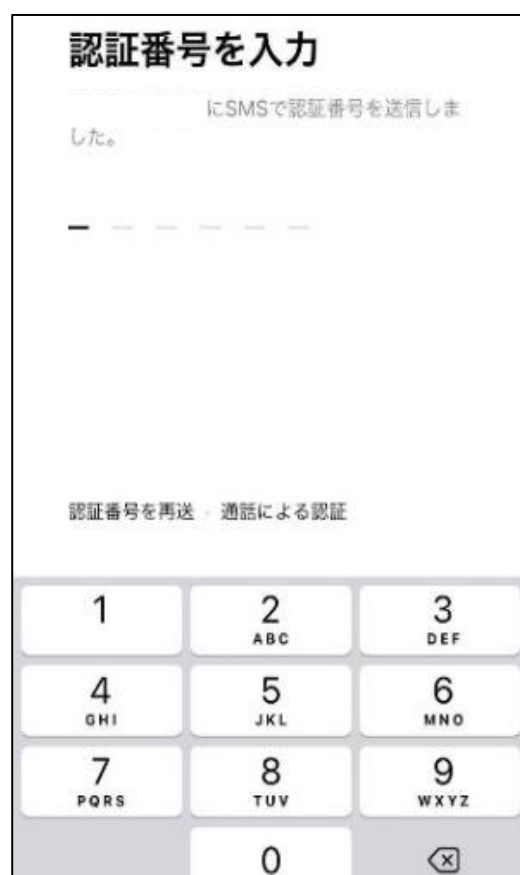 認証番号を入力
にSMSで認証番号を送信しま
した。
認証番号を再送 通話による認証
1 2 3
ABC DEF
4 5 6
GHI JKL MNO
7 8 9
PQRS TUV WXYZ
0